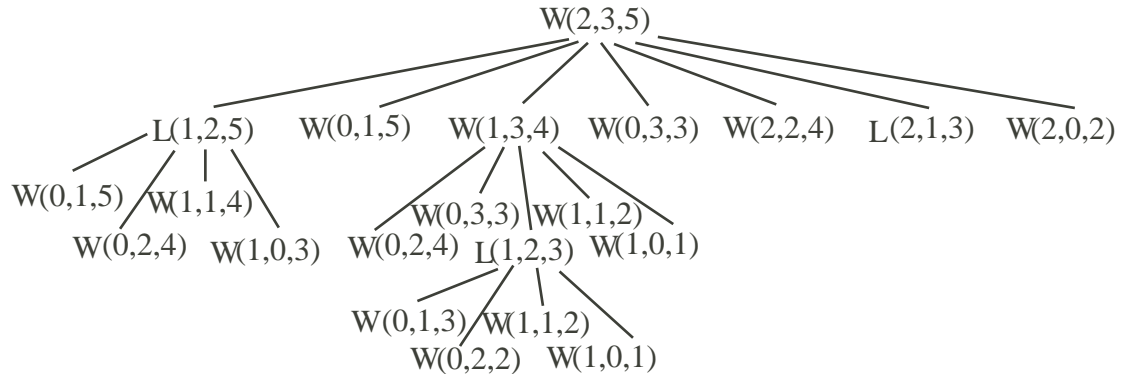 W(2,3,5)
L(1,2,5) W(0,1,5) W(1,3,4) W(0,3,3) W(2,2,4) L(2,1,3) W(2,0,2)
W(0,1,5) W(1,1,4) W(0,3,3) W(1,1,2)
W(0,2,4) W(1,0,3) W(0,2,4) L(1,2,3) W(1,0,1)
W(0,1,3) W(1,1,2)
W(0,2,2) W(1,0,1)